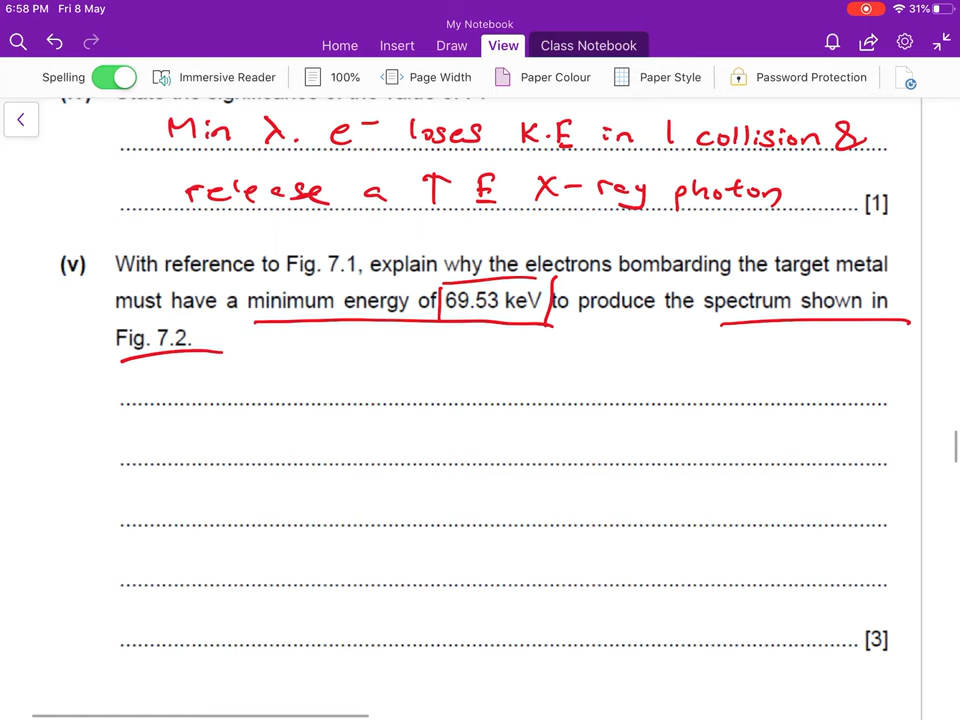 6:58 PM Fri 8 May
31%
My Notebook
Home Insert Draw View Class Notebook
Spelling Immersive Reader 100% Page Width Paper Colour Paper Style Password Protection
Min λ. e⁻ loses K.E in 1 collision &
release a ↑ E X-ray photon
[1]
(v) With reference to Fig. 7.1, explain why the electrons bombarding the target metal
must have a minimum energy of 69.53 keV to produce the spectrum shown in
Fig. 7.2.
[3]